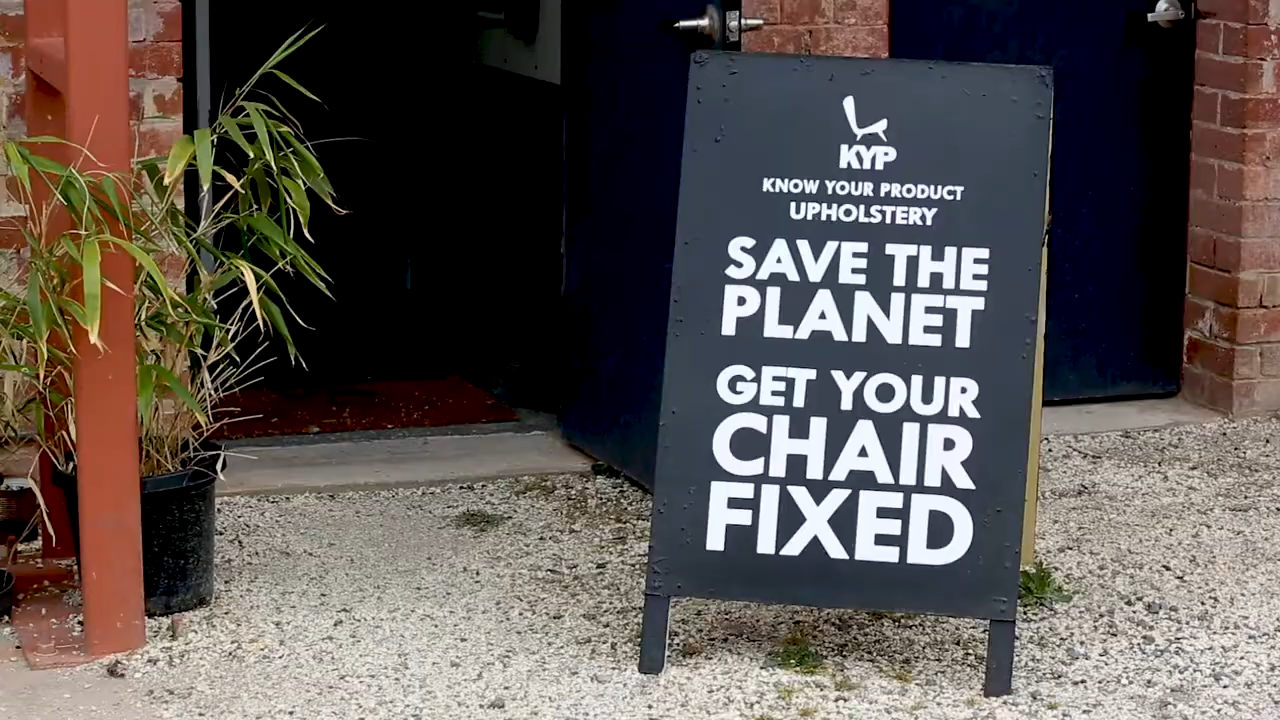 KYP
KNOW YOUR PRODUCT
UPHOLSTERY
SAVE THE
PLANET
GET YOUR
CHAIR
FIXED